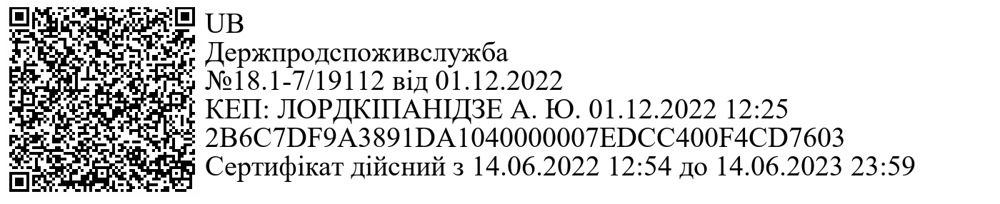 UB
Держпродспоживслужба
№18.1-7/19112 від 01.12.2022
КЕП: ЛОРДКІПАНІДЗЕ А. Ю. 01.12.2022 12:25
2B6C7DF9A3891DA1040000007EDCC400F4CD7603
Сертифікат дійсний з 14.06.2022 12:54 до 14.06.2023 23:59